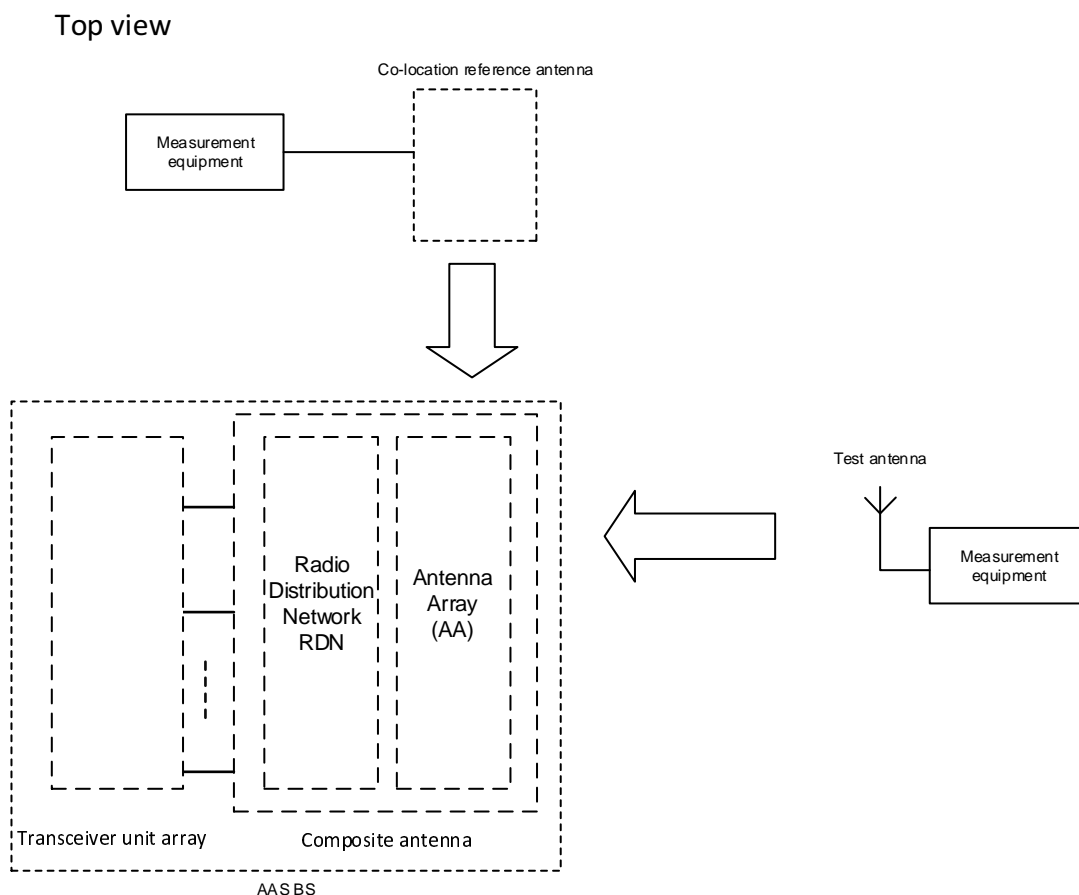 Top view
Co-location reference antenna
Measurement
equipment
Test antenna
Measurement
equipment
Radio
Distribution
Network
RDN
Antenna
Array
(AA)
Transceiver unit array
Composite antenna
AAS BS